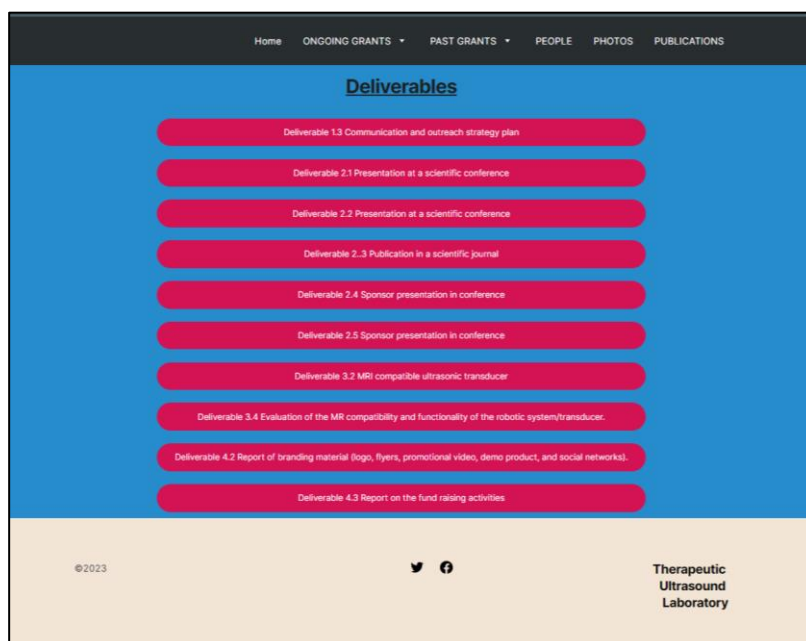 Home ONGOING GRANTS PAST GRANTS PEOPLE PHOTOS PUBLICATIONS
Deliverables
Deliverable 1.3 Communication and outreach strategy plan
Deliverable 2.1 Presentation at a scientific conference
Deliverable 2.2 Presentation at a scientific conference
Deliverable 2..3 Publication in a scientific journal
Deliverable 2.4 Sponsor presentation in conference
Deliverable 2.5 Sponsor presentation in conference
Deliverable 3.2 MRI compatible ultrasonic transducer
Deliverable 3.4 Evaluation of the MR compatibility and functionality of the robotic system/transducer.
Deliverable 4.2 Report of branding material (logo, flyers, promotional video, demo product, and social networks).
Deliverable 4.3 Report on the fund raising activities
©2023
Therapeutic
Ultrasound
Laboratory